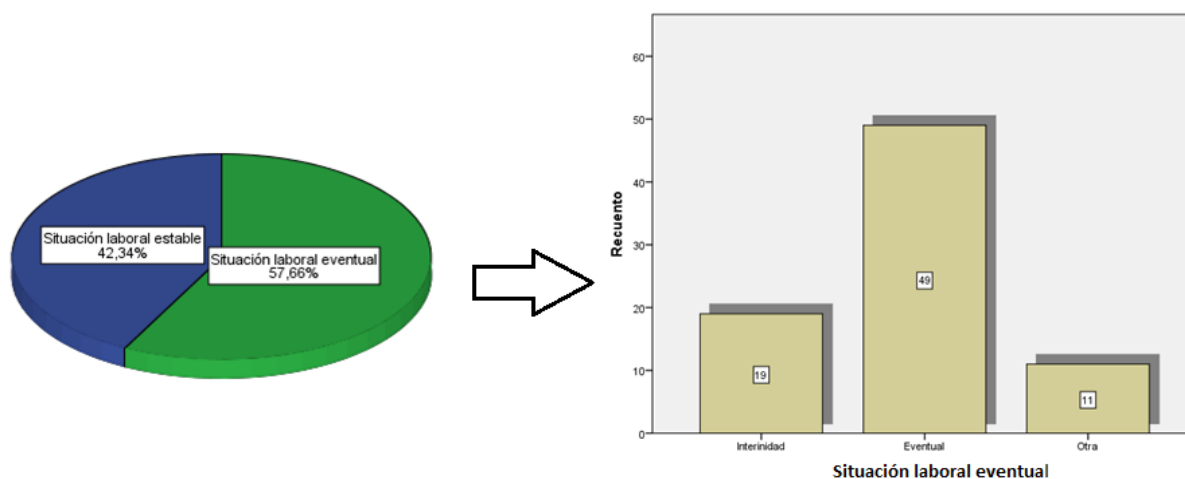 Situación laboral estable
42,34%
Situación laboral eventual
57,66%
Recuento
60
50
40
30
20
10
0
19
49
11
Interinidad
Eventual
Otra
Situación laboral eventual